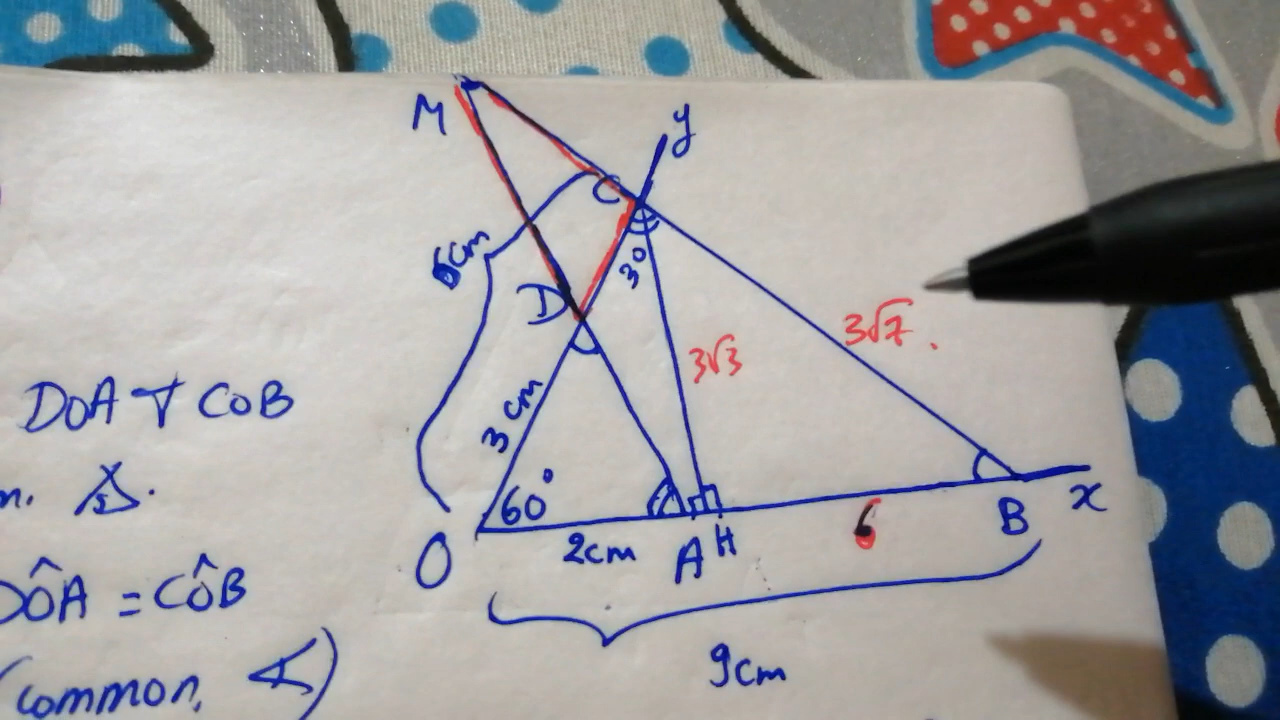 M
y
C
6cm
30
D
3√7.
3√3
3 cm
DOA COB
60°
6
B x
O
2cm A H
DÔA = CÔB
9cm
(common, ∢)